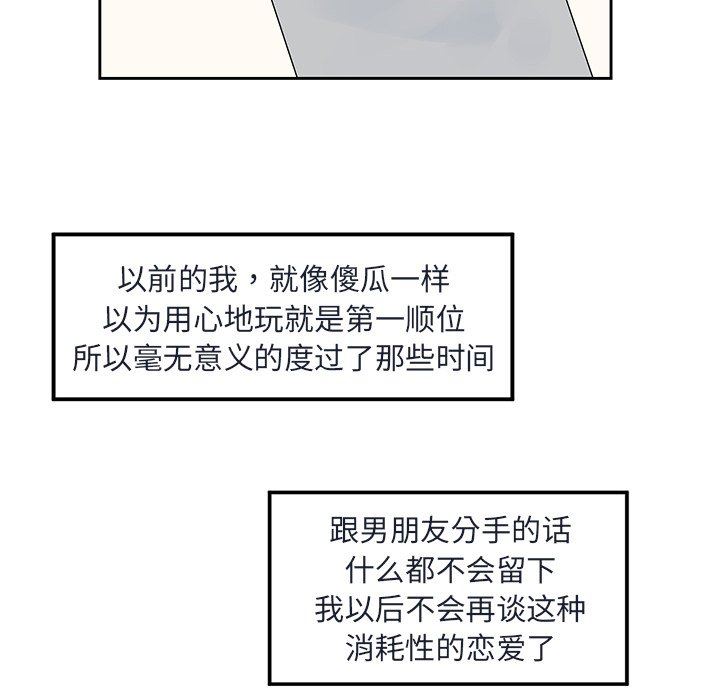 以前的我，就像傻瓜一样
以为用心地玩就是第一顺位
所以毫无意义的度过了那些时间
跟男朋友分手的话
什么都不会留下
我以后不会再谈这种
消耗性的恋爱了